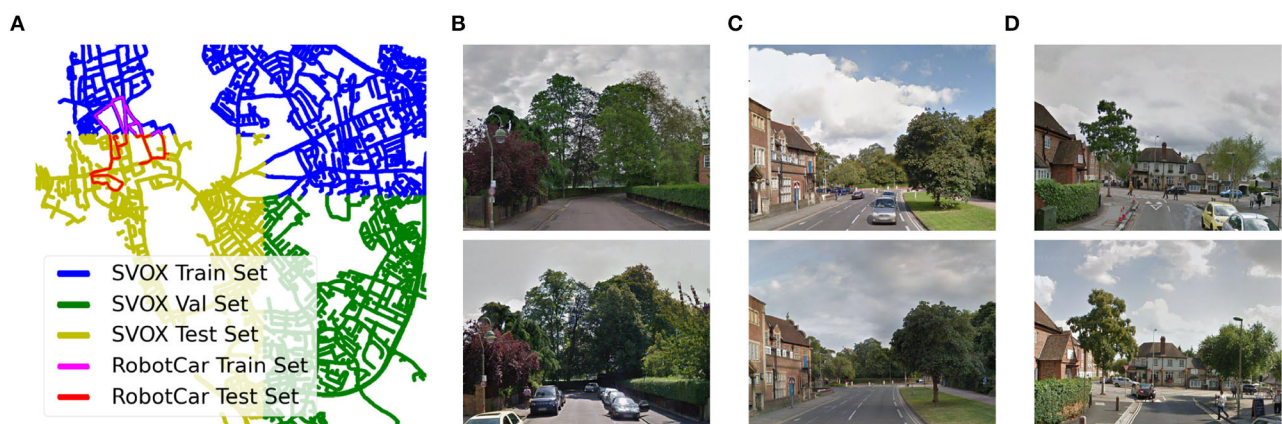 A
B
C
D
SVOX Train Set
SVOX Val Set
SVOX Test Set
RobotCar Train Set
RobotCar Test Set